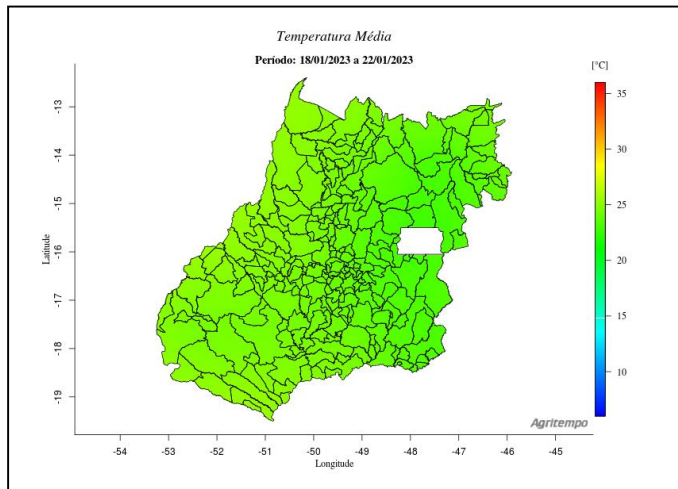 Temperatura Média
Período: 18/01/2023 a 22/01/2023
[°C]
35
30
25
20
15
10
-13
-14
-15
-16
-17
-18
-19
Latitude
Agritempo
-54 -53 -52 -51 -50 -49 -48 -47 -46 -45
Longitude